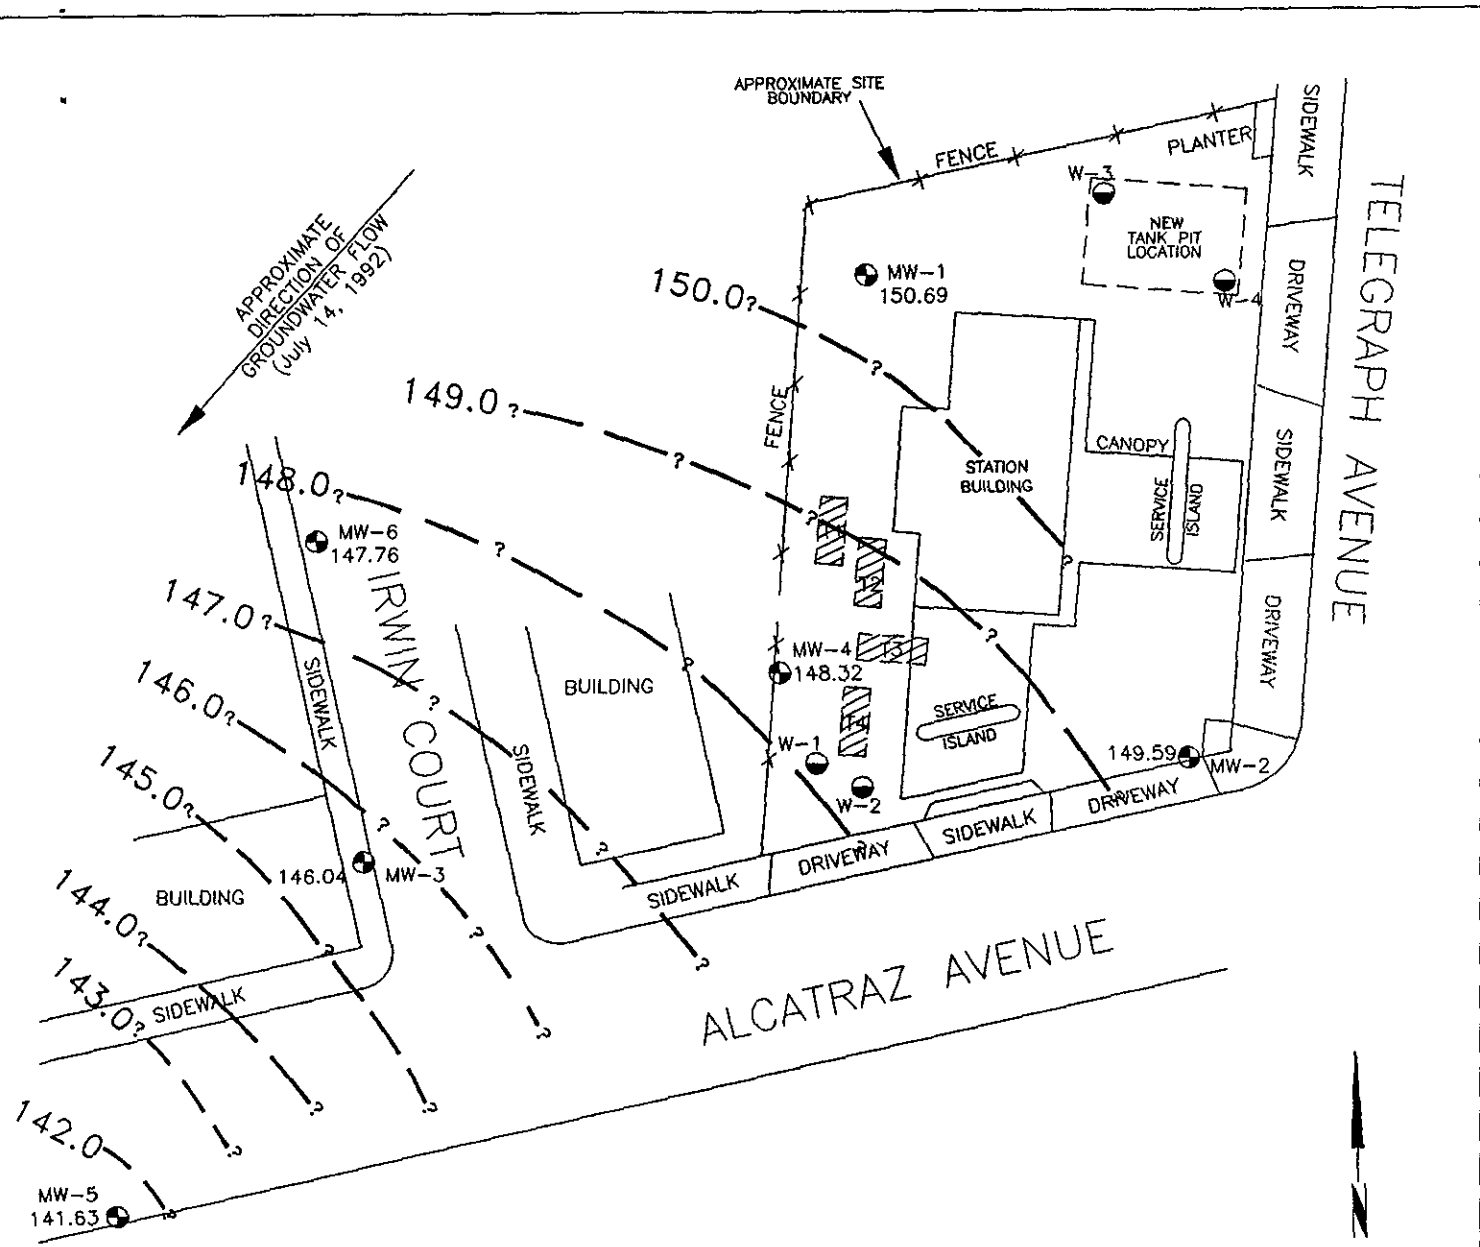 APPROXIMATE SITE
BOUNDARY
FENCE
PLANTER
SIDEWALK
W-3
NEW
TANK PIT
LOCATION
W-4
TELEGRAPH AVENUE
DRIVEWAY
SIDEWALK
DRIVEWAY
APPROXIMATE
DIRECTION OF
GROUNDWATER FLOW
(July 14, 1992)
MW-1
150.69
150.0?
?
?
149.0?
?
?
?
?
FENCE
CANOPY
SERVICE
ISLAND
STATION
BUILDING
148.0?
?
?
?
MW-6
147.76
IRWIN COURT
T2
T3
T4
MW-4
148.32
BUILDING
SERVICE
ISLAND
W-1
W-2
149.59
MW-2
DRIVEWAY
SIDEWALK
DRIVEWAY
SIDEWALK
147.0?
?
?
?
SIDEWALK
SIDEWALK
146.0?
?
?
?
145.0?
?
?
146.04
MW-3
BUILDING
144.0?
?
143.0?
?
SIDEWALK
ALCATRAZ AVENUE
142.0
?
MW-5
141.63
N